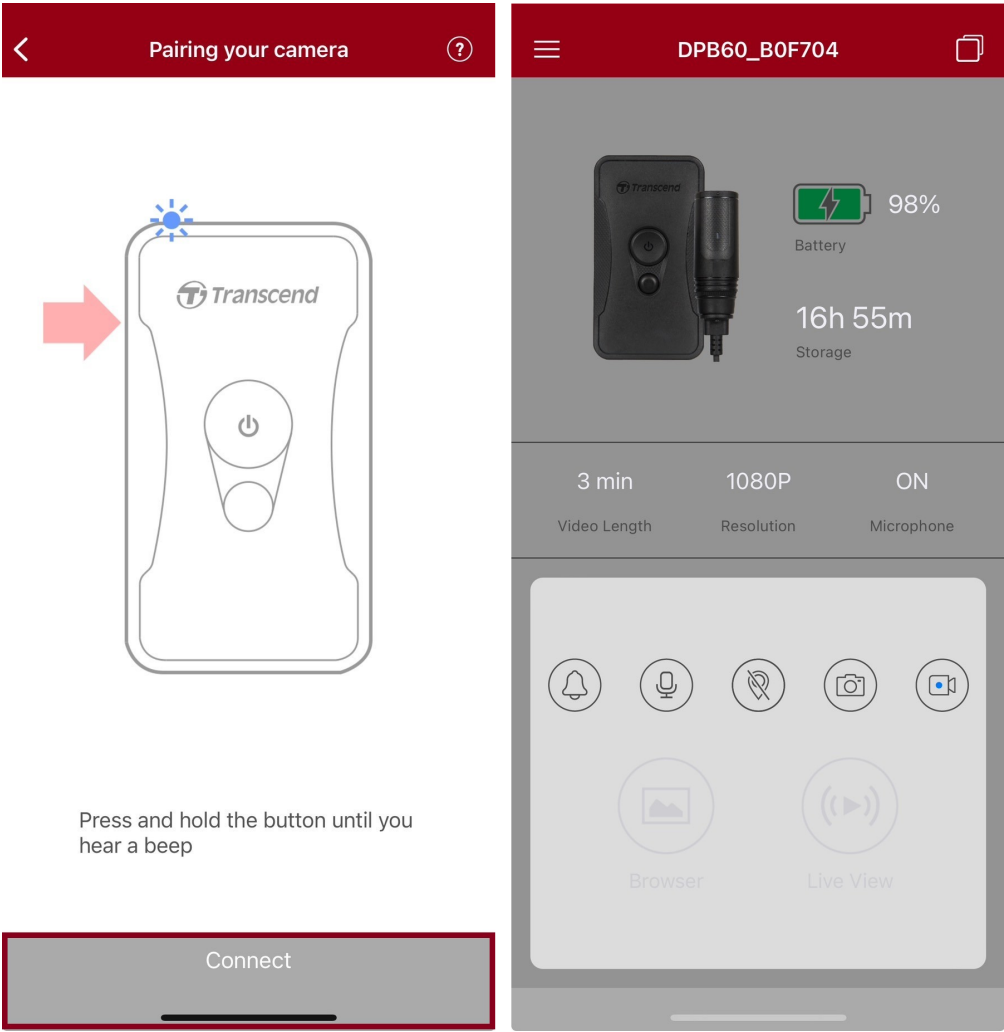 Pairing your camera
?
Transcend
Press and hold the button until you
hear a beep
Connect
DPB60_B0F704
Transcend
98%
Battery
16h 55m
Storage
3 min
1080P
ON
Video Length
Resolution
Microphone
Browser
Live View